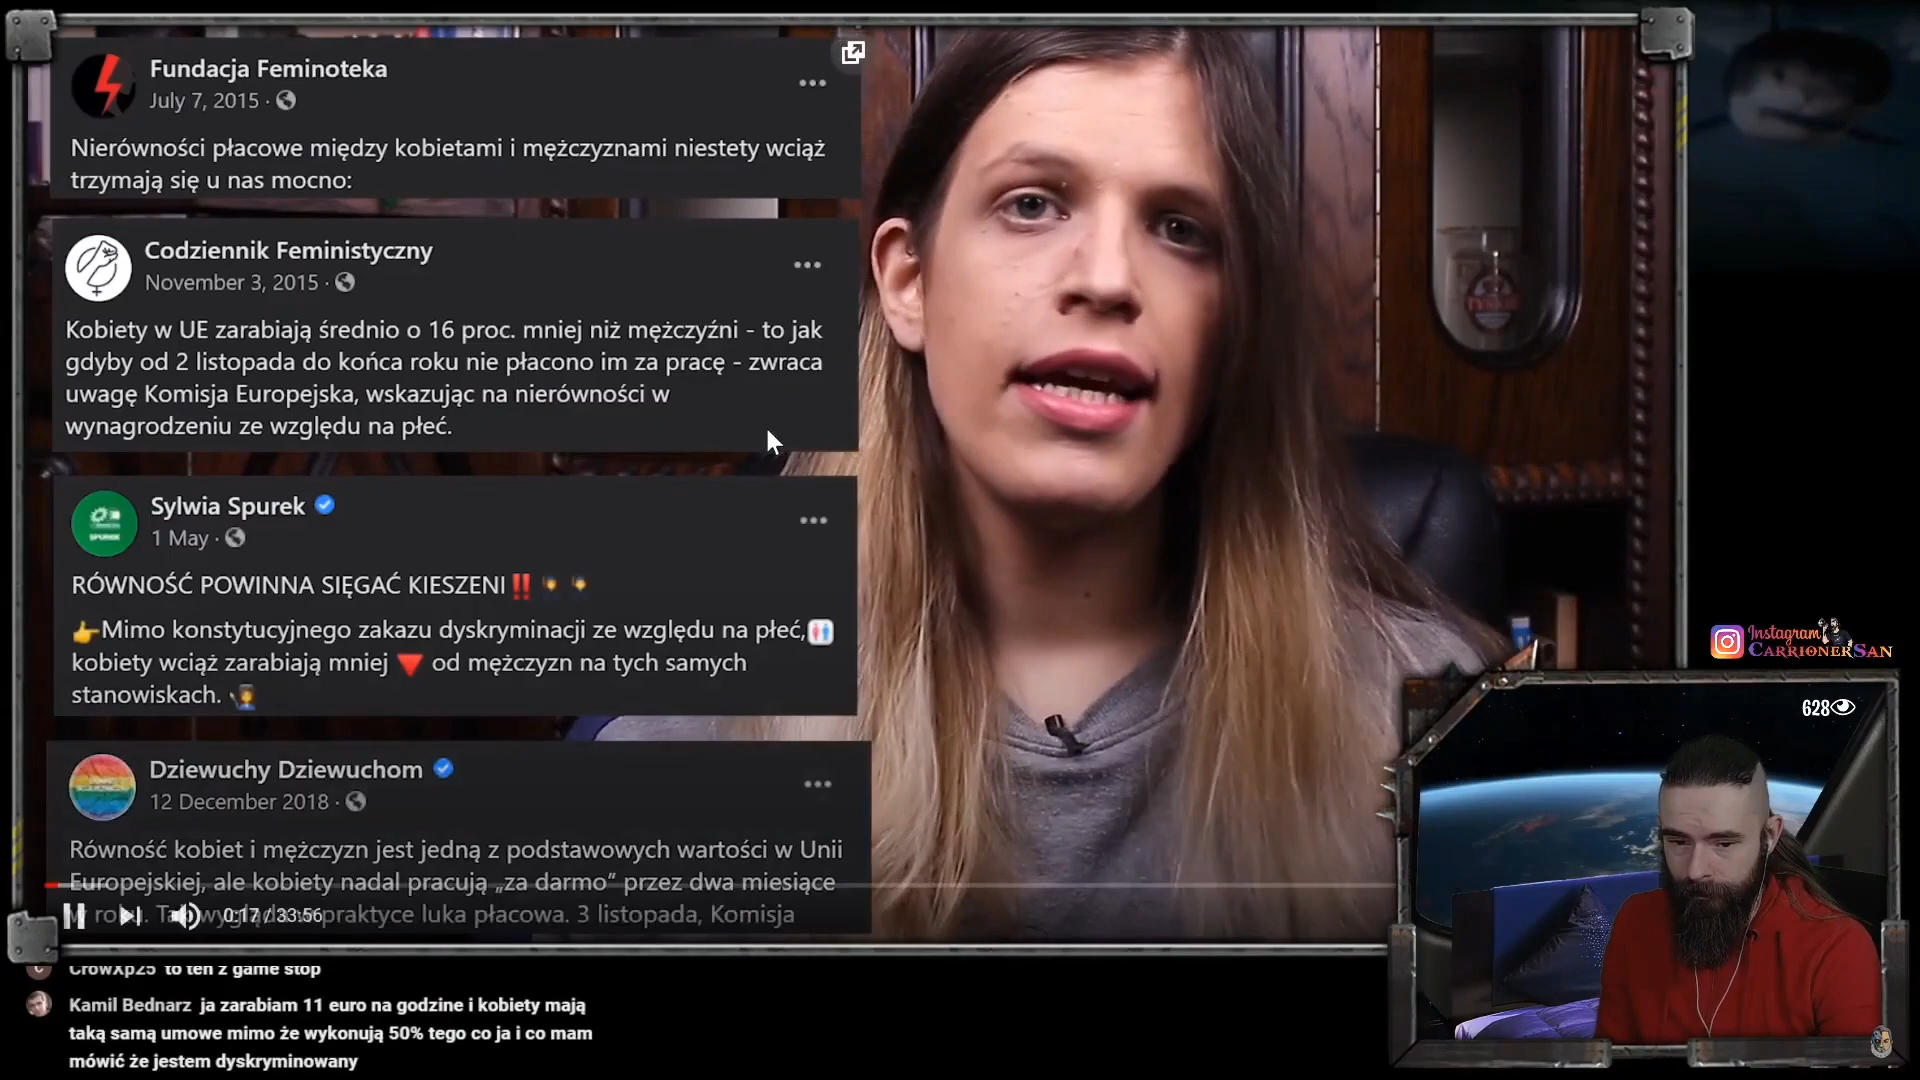 Fundacja Feminoteka
July 7, 2015 ·
Nierówności płacowe między kobietami i mężczyznami niestety wciąż
trzymają się u nas mocno:
Codziennik Feministyczny
November 3, 2015 ·
Kobiety w UE zarabiają średnio o 16 proc. mniej niż mężczyźni - to jak
gdyby od 2 listopada do końca roku nie płacono im za pracę - zwraca
uwagę Komisja Europejska, wskazując na nierówności w
wynagrodzeniu ze względu na płeć.
Sylwia Spurek
1 May ·
RÓWNOŚĆ POWINNA SIĘGAĆ KIESZENI‼️
👉Mimo konstytucyjnego zakazu dyskryminacji ze względu na płeć,🚻
kobiety wciąż zarabiają mniej 🔻 od mężczyzn na tych samych
stanowiskach.
Dziewuchy Dziewuchom
12 December 2018 ·
Równość kobiet i mężczyzn jest jedną z podstawowych wartości w Unii
Europejskiej, ale kobiety nadal pracują „za darmo” przez dwa miesiące
w roku. praktyce luka płacowa. 3 listopada, Komisja
0:17 / 33:56
Instagram
CARRIONERSAN
628
CrowXp25 to ten z game stop
Kamil Bednarz ja zarabiam 11 euro na godzine i kobiety mają
taką samą umowe mimo że wykonują 50% tego co ja i co mam
mówić że jestem dyskryminowany